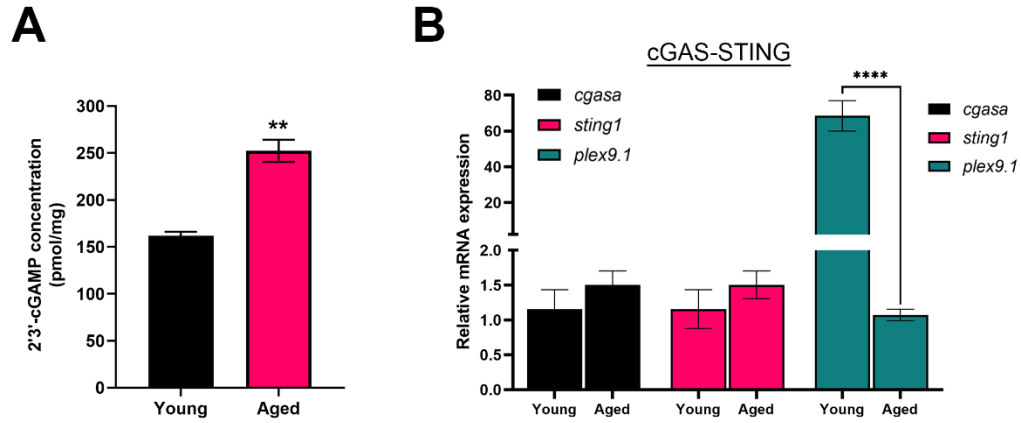 A
2'3'-cGAMP concentration
(pmol/mg)
300
250
200
150
100
50
0
**
Young Aged
B
cGAS-STING
cgasa
sting1
plex9.1
****
cgasa
sting1
plex9.1
Relative mRNA expression
80
60
40
20
2.0
1.5
1.0
0.5
0.0
Young Aged Young Aged Young Aged